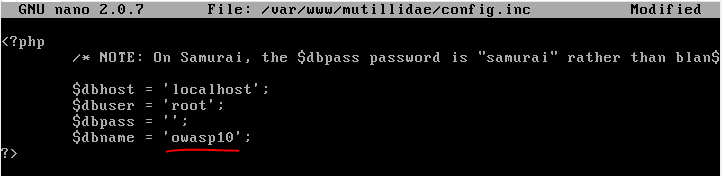 GNU nano 2.0.7 File: /var/www/mutillidae/config.inc Modified
<?php
/* NOTE: On Samurai, the $dbpass password is "samurai" rather than blan$
$dbhost = 'localhost';
$dbuser = 'root';
$dbpass = '';
$dbname = 'owasp10';
?>